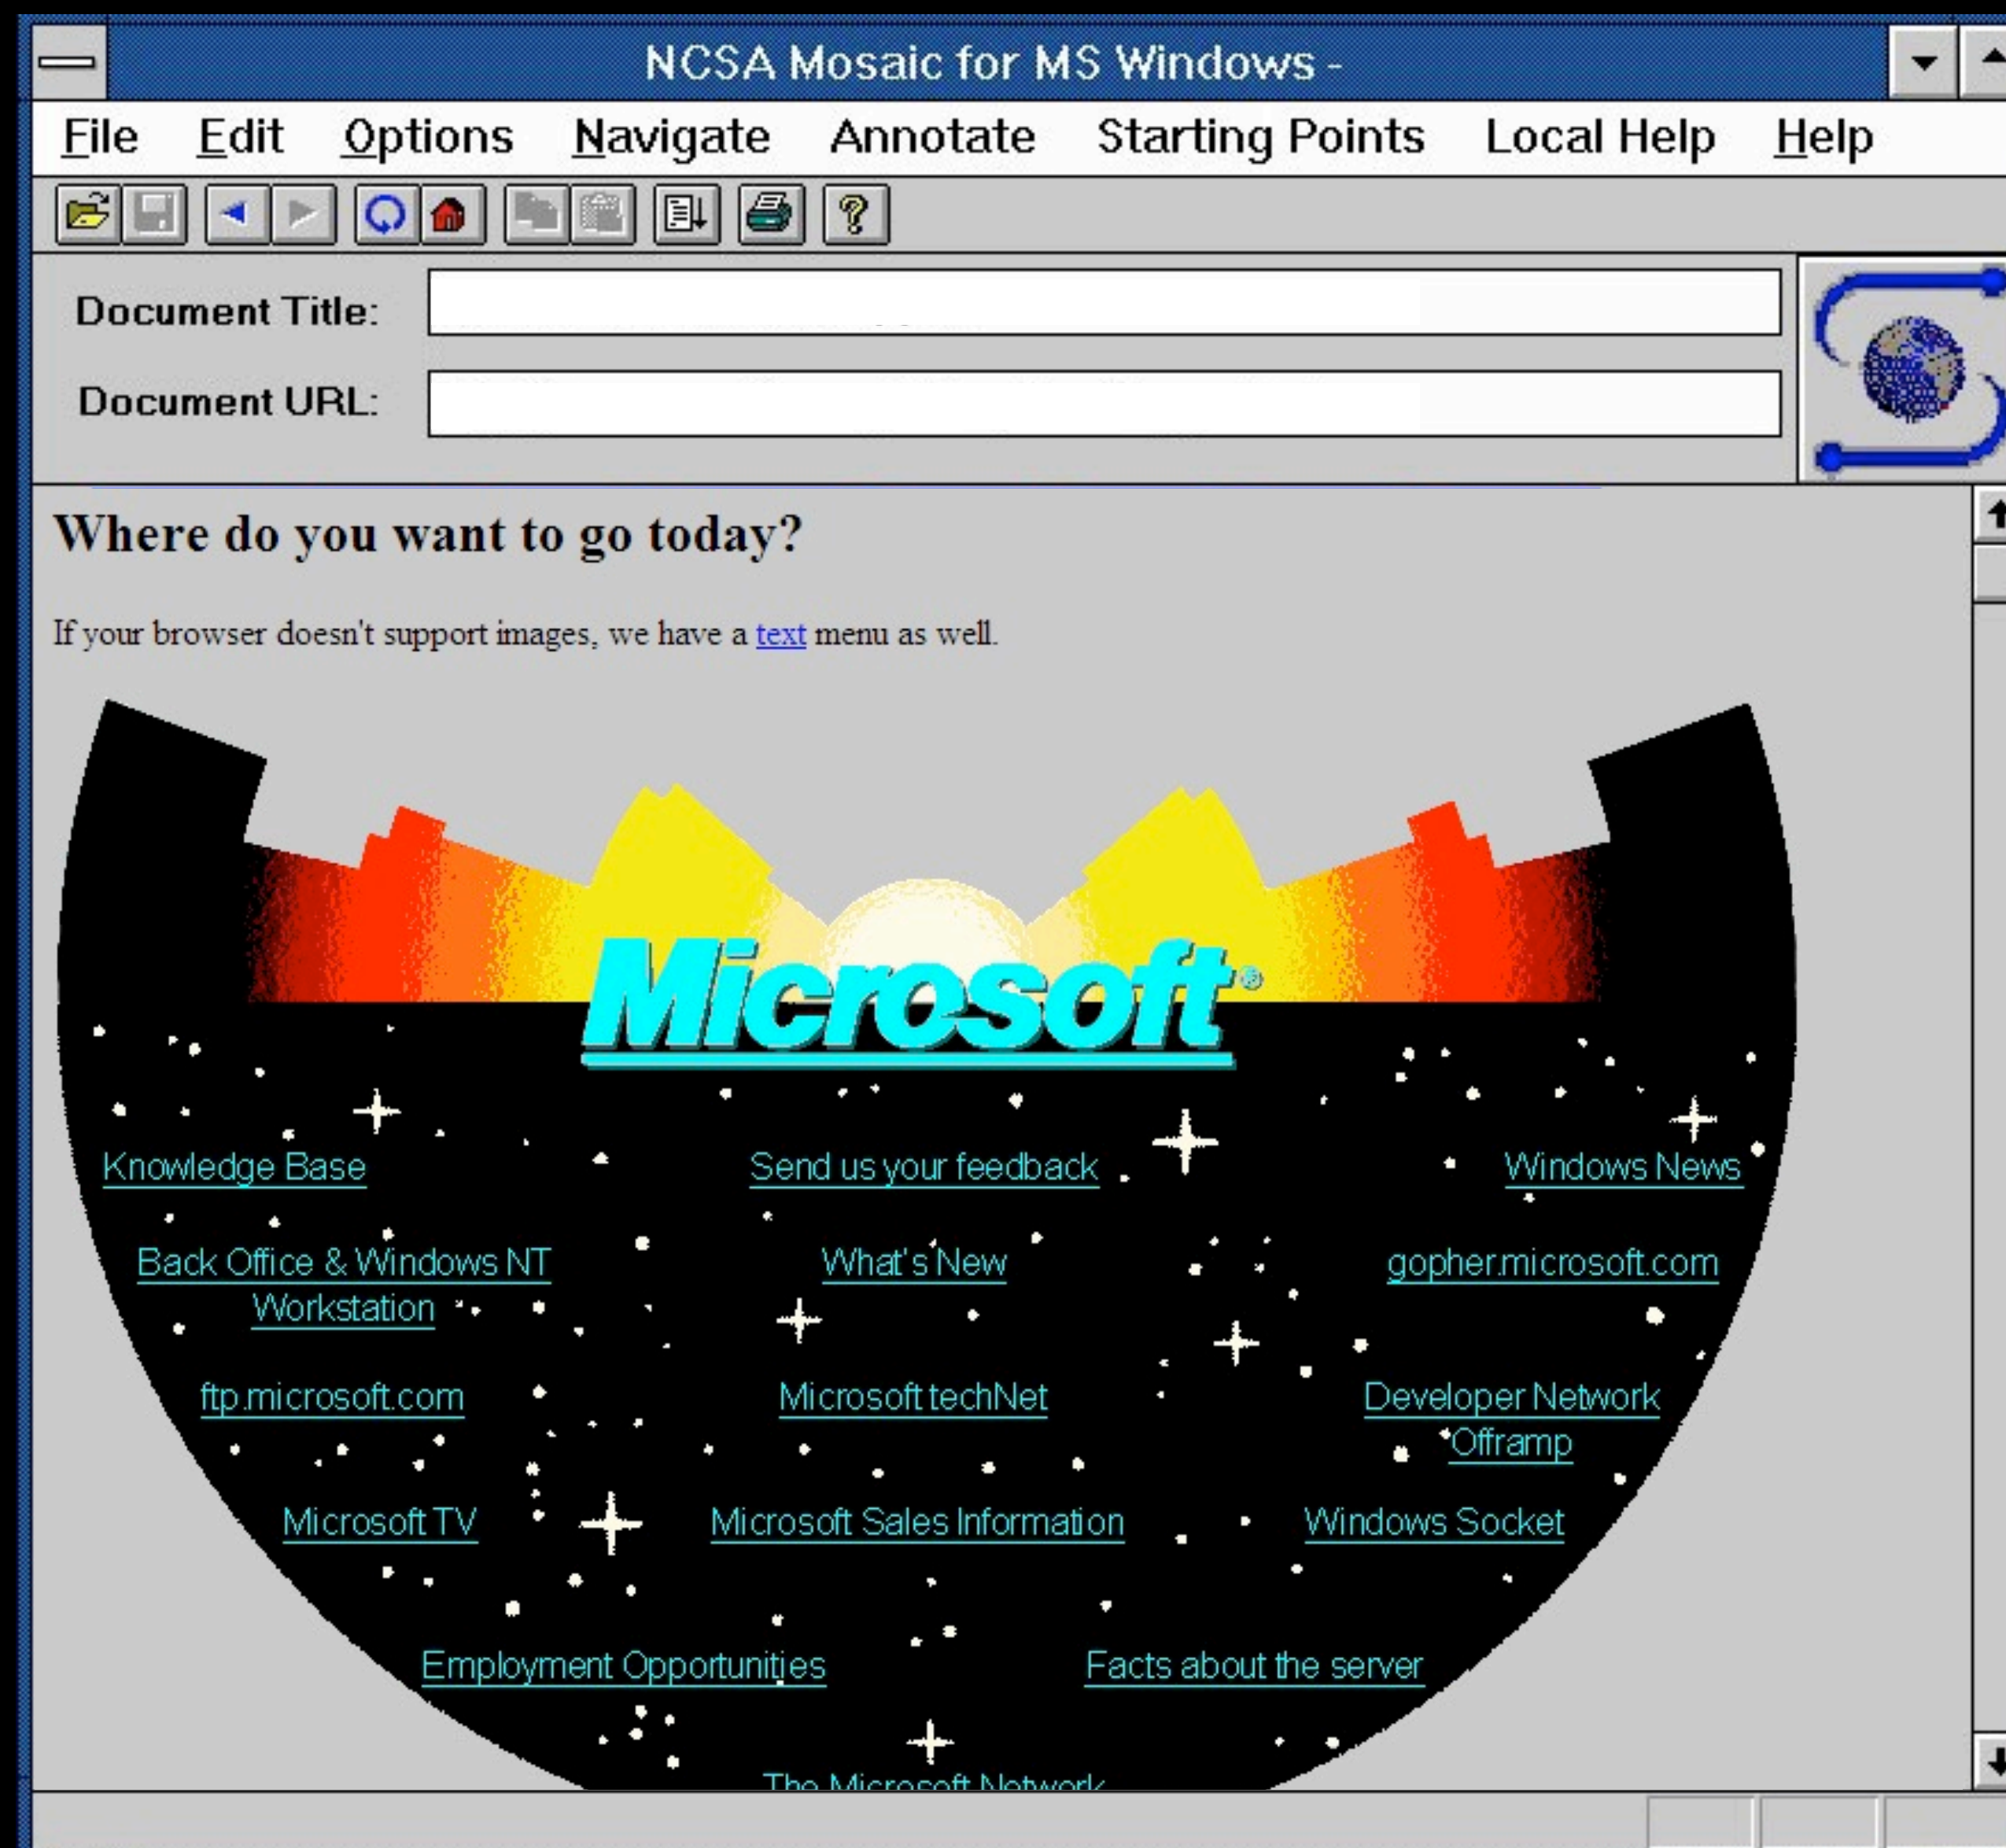 NCSA Mosaic for MS Windows -
File Edit Options Navigate Annotate Starting Points Local Help Help
Document Title:
Document URL:
Where do you want to go today?
If your browser doesn't support images, we have a text menu as well.
Microsoft®
Knowledge Base Send us your feedback Windows News
Back Office & Windows NT What's New gopher.microsoft.com
Workstation
ftp.microsoft.com Microsoft techNet Developer Network
Offramp
Microsoft TV Microsoft Sales Information Windows Socket
Employment Opportunities Facts about the server
The Microsoft Network